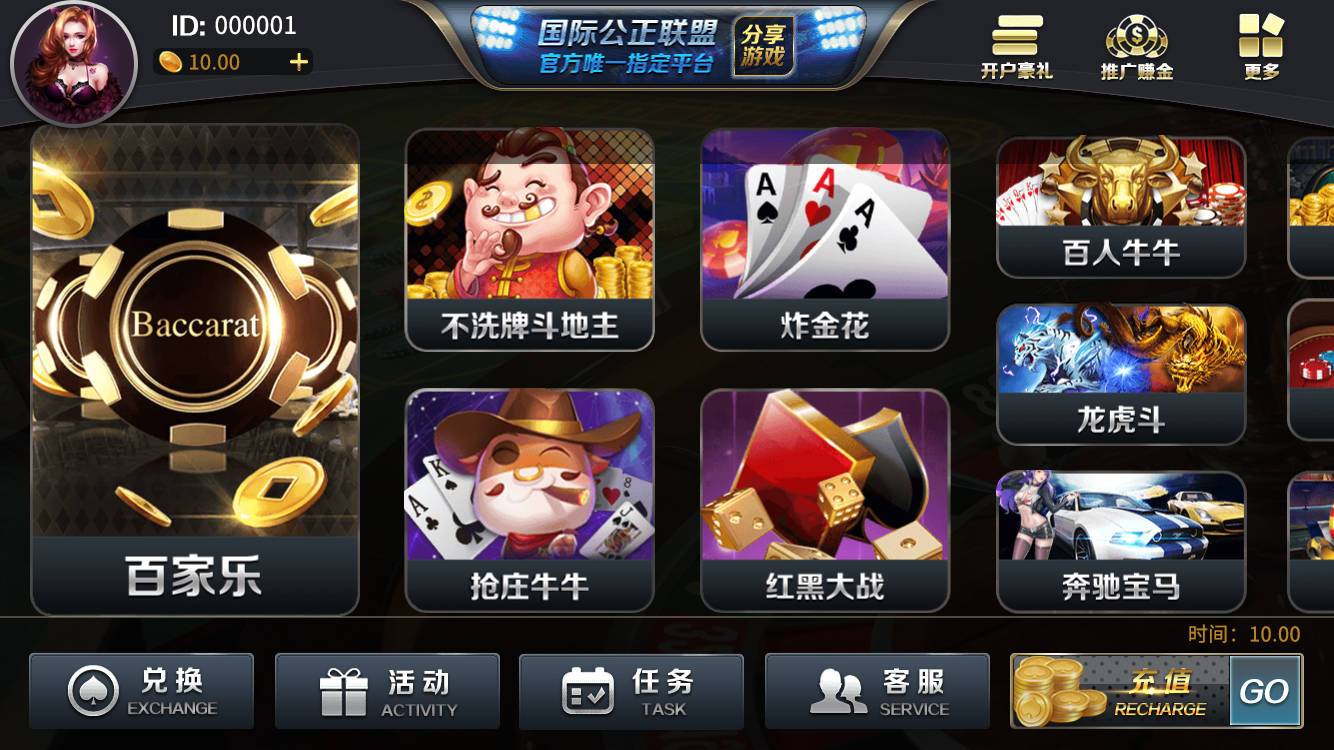 ID: 000001
10.00
+
国际公正联盟
官方唯一指定平台
分享
游戏
开户豪礼
推广赚金
更多
Baccarat
百家乐
不洗牌斗地主
炸金花
A
A
A
百人牛牛
龙虎斗
A
K
8
J
抢庄牛牛
红黑大战
奔驰宝马
时间: 10.00
兑换
EXCHANGE
活动
ACTIVITY
任务
TASK
客服
SERVICE
充值
RECHARGE
GO